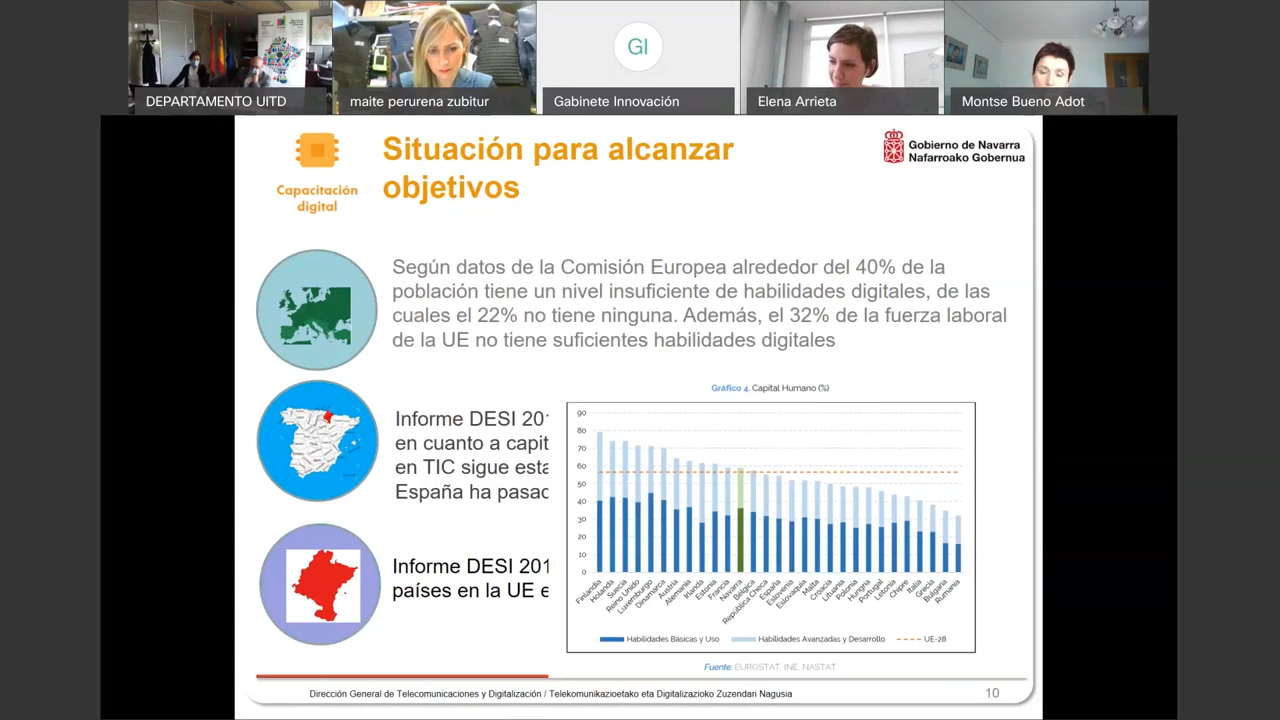 DEPARTAMENTO UITD
maite perurena zubitur
GI
Gabinete Innovación
Elena Arrieta
Montse Bueno Adot
Capacitación
digital
Situación para alcanzar
objetivos
Gobierno de Navarra
Nafarroako Gobernua
Según datos de la Comisión Europea alrededor del 40% de la
población tiene un nivel insuficiente de habilidades digitales, de las
cuales el 22% no tiene ninguna. Además, el 32% de la fuerza laboral
de la UE no tiene suficientes habilidades digitales
Informe DESI 201
en cuanto a capit
en TIC sigue esta
España ha pasad
Informe DESI 201
países en la UE e
Gráfico 4. Capital Humano (%)
90
80
70
60
50
40
30
20
10
0
Finlandia
Holanda
Suecia
Reino Unido
Luxemburgo
Dinamarca
Austria
Alemania
Irlanda
Estonia
Francia
Navarra
Bélgica
República Checa
España
Eslovenia
Eslovaquia
Malta
Croacia
Lituania
Polonia
Hungría
Portugal
Letonia
Chipre
Italia
Grecia
Bulgaria
Rumanía
Habilidades Básicas y Uso
Habilidades Avanzadas y Desarrollo
UE-28
Fuente: EUROSTAT, INE, NASTAT
Dirección General de Telecomunicaciones y Digitalización / Telekomunikazioetako eta Digitalizazioko Zuzendari Nagusia
10